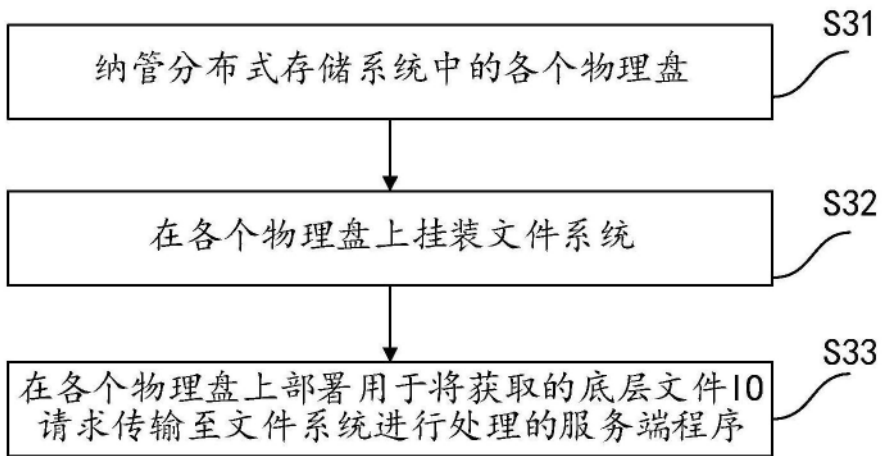 S31
纳管分布式存储系统中的各个物理盘
S32
在各个物理盘上挂装文件系统
S33
在各个物理盘上部署用于将获取的底层文件IO
请求传输至文件系统进行处理的服务端程序